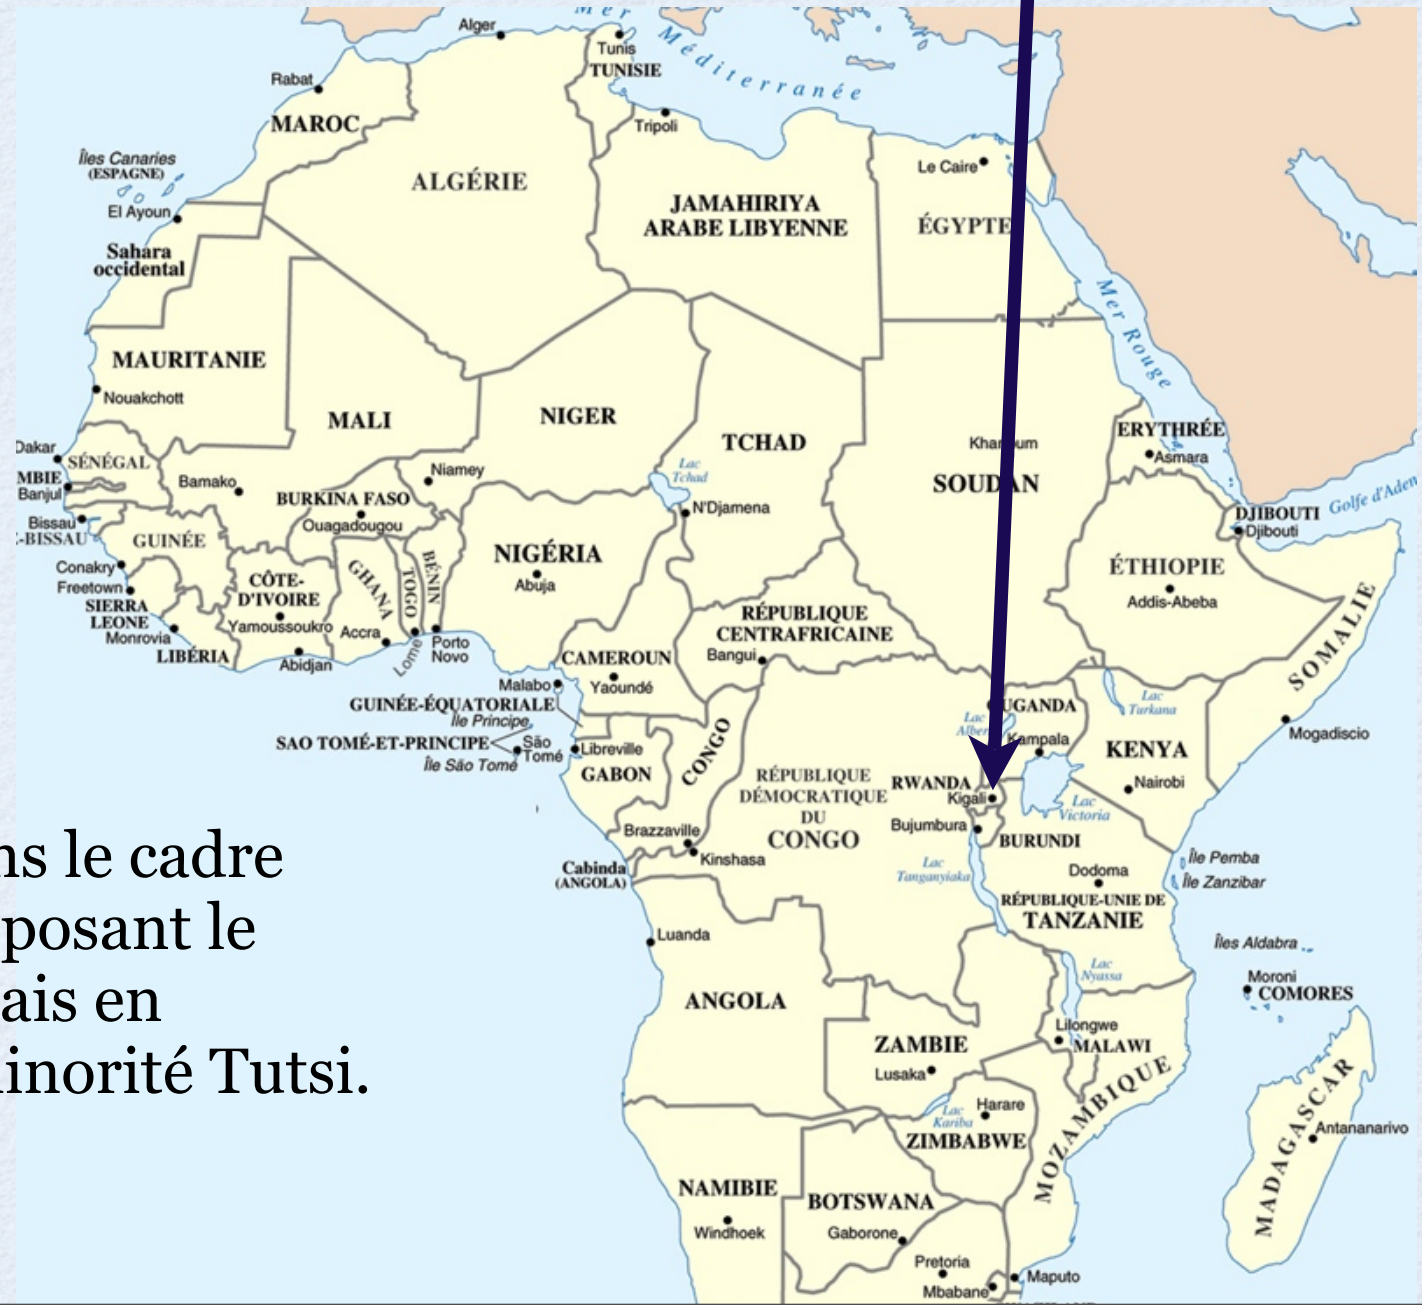 Mer
Méditerranée
Alger
Tunis
TUNISIE
Rabat
MAROC
Tripoli
Îles Canaries
(ESPAGNE)
El Ayoun
ALGÉRIE
JAMAHIRIYA
ARABE LIBYENNE
Le Caire
ÉGYPTE
Sahara
occidental
Mer Rouge
MAURITANIE
Nouakchott
MALI
NIGER
TCHAD
Khartoum
SOUDAN
ERYTHRÉE
Asmara
Dakar
SÉNÉGAL
MBIE
Banjul
Bamako
Niamey
Lac
Tchad
N'Djamena
BURKINA FASO
Ouagadougou
DJIBOUTI
Djibouti
Golfe d'Aden
Bissau
E-BISSAU
GUINÉE
NIGÉRIA
Abuja
BÉNIN
TOGO
GHANA
ÉTHIOPIE
Addis-Abeba
Conakry
Freetown
SIERRA
LEONE
Monrovia
LIBÉRIA
CÔTE-
D'IVOIRE
Yamoussoukro
Abidjan
Accra
Lomé
Porto
Novo
RÉPUBLIQUE
CENTRAFRICAINE
Bangui
SOMALIE
CAMEROUN
Yaoundé
Malabo
GUINÉE-ÉQUATORIALE
Île Principe
SAO TOMÉ-ET-PRINCIPE
São
Tomé
Île São Tomé
Libreville
GABON
CONGO
OUGANDA
Lac
Albert
Kampala
Lac
Turkana
KENYA
Nairobi
Mogadiscio
RÉPUBLIQUE
DÉMOCRATIQUE
DU
CONGO
RWANDA
Kigali
Lac
Victoria
Bujumbura
BURUNDI
Brazzaville
Kinshasa
Cabinda
(ANGOLA)
Lac
Tanganyiaka
Dodoma
RÉPUBLIQUE-UNIE DE
TANZANIE
Île Pemba
Île Zanzibar
ns le cadre
posant le
ais en
inorité Tutsi.
Luanda
ANGOLA
Îles Aldabra
Moroni
COMORES
Lac
Nyassa
Lilongwe
MALAWI
ZAMBIE
Lusaka
MOZAMBIQUE
Lac
Kariba
Harare
ZIMBABWE
MADAGASCAR
Antananarivo
NAMIBIE
Windhoek
BOTSWANA
Gaborone
Pretoria
Mbabane
Maputo